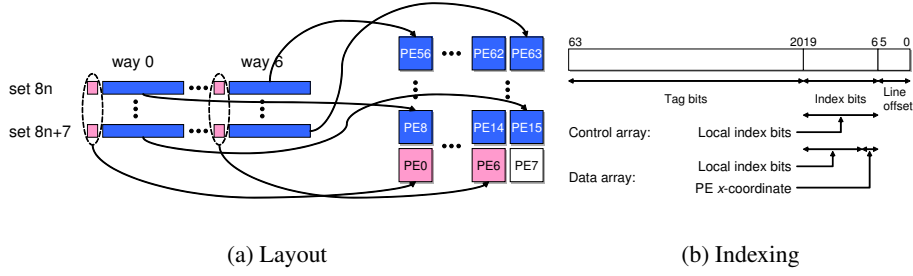 way 0
way 6
set 8n
set 8n+7
PE56
PE62
PE63
PE8
PE14
PE15
PE0
PE6
PE7
(a) Layout
63
2019
65
0
Tag bits
Index bits
Line
offset
Control array:
Local index bits
Data array:
Local index bits
PE x-coordinate
(b) Indexing